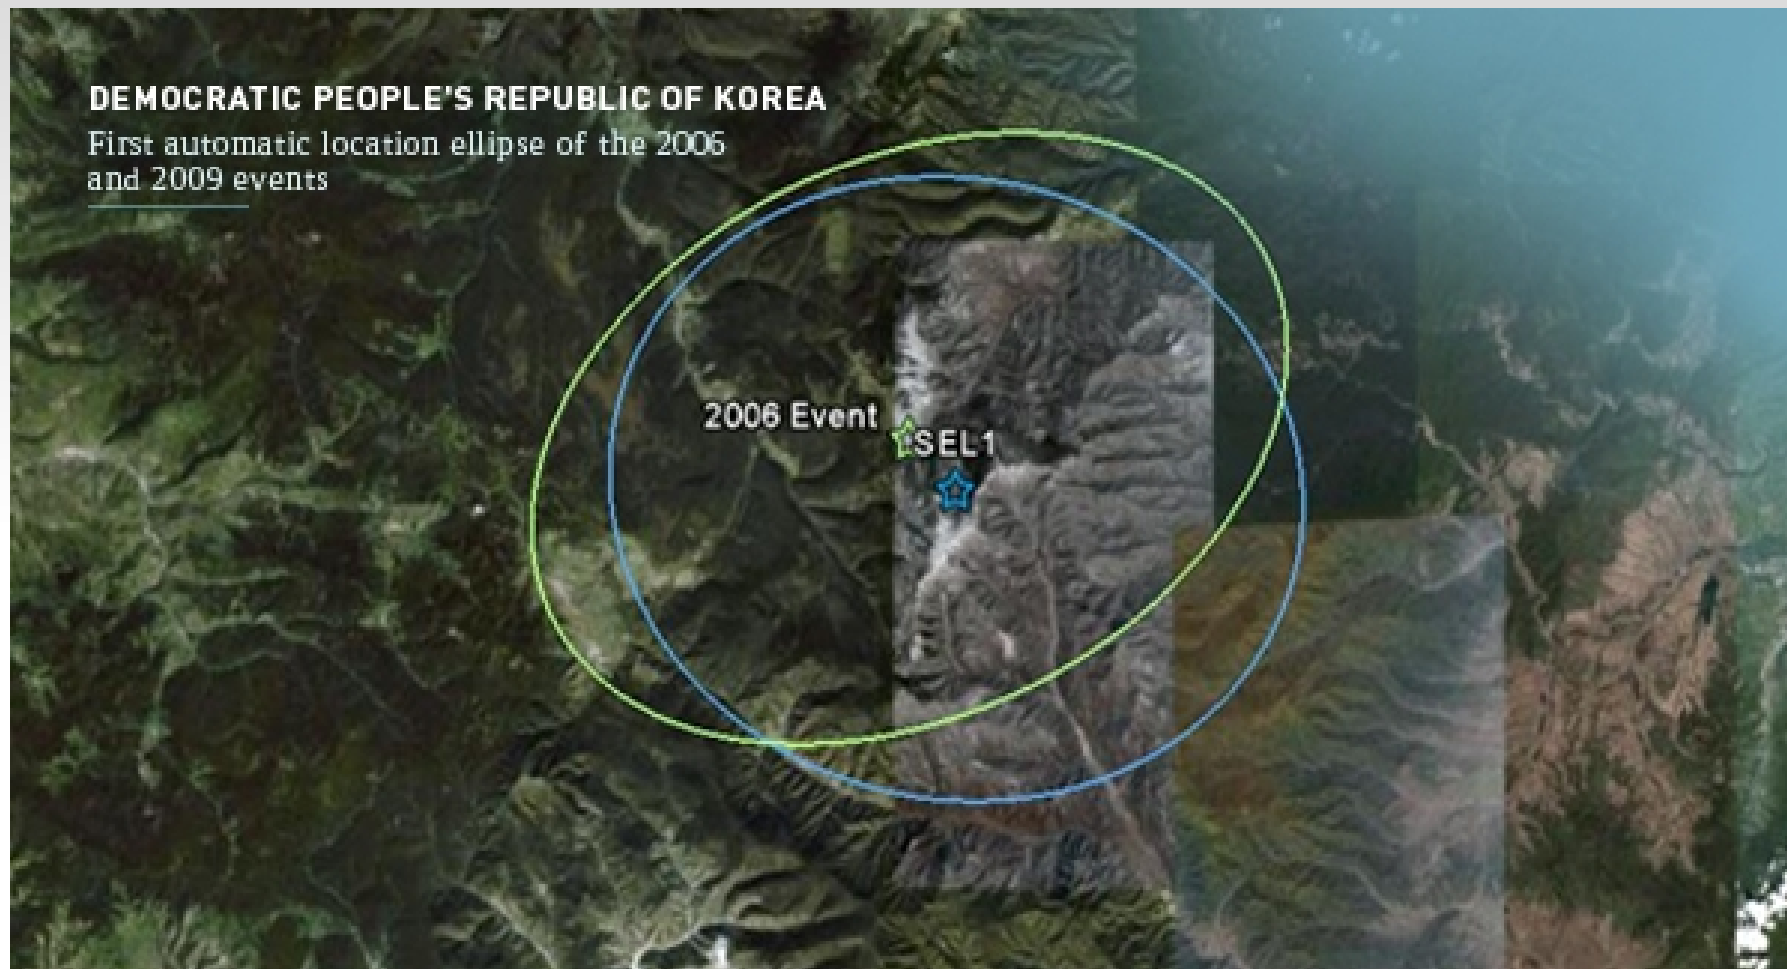 DEMOCRATIC PEOPLE'S REPUBLIC OF KOREA
First automatic location ellipse of the 2006
and 2009 events
2006 Event
SEL1